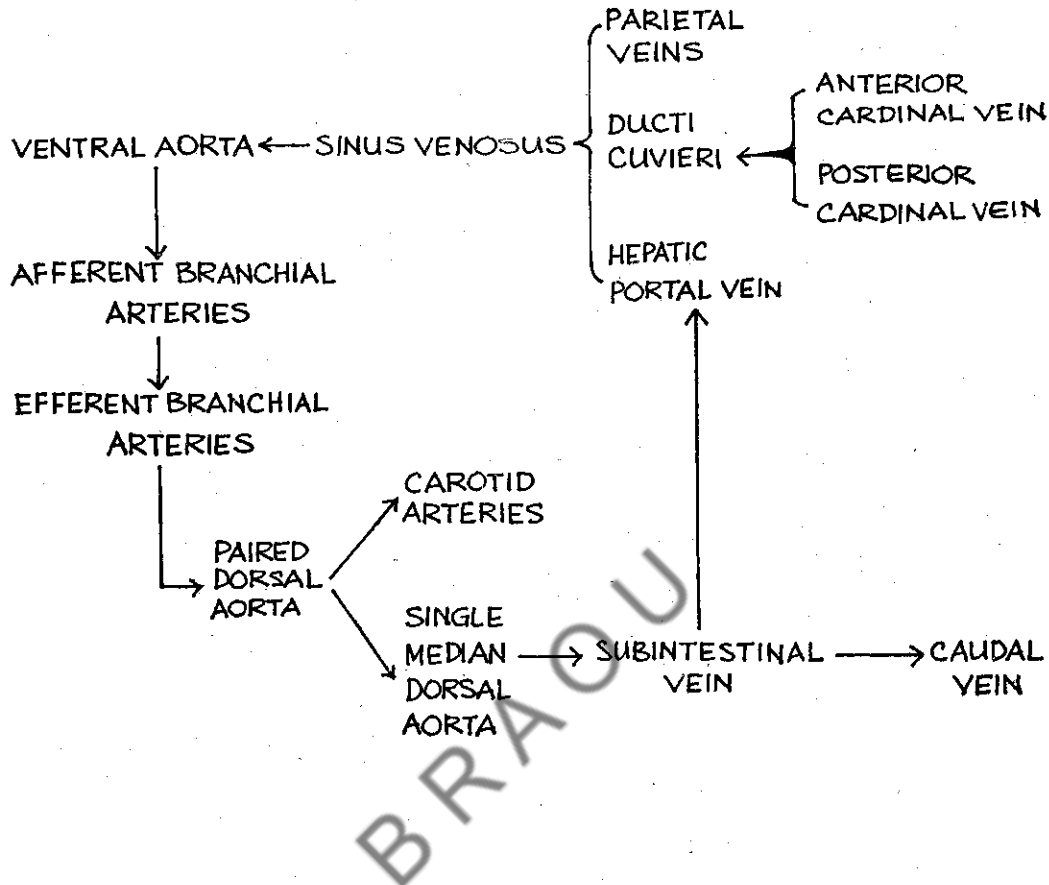 PARIETAL
VEINS
ANTERIOR
CARDINAL VEIN
VENTRAL AORTA
SINUS VENOSUS
DUCTI
CUVIERI
POSTERIOR
CARDINAL VEIN
HEPATIC
PORTAL VEIN
AFFERENT BRANCHIAL
ARTERIES
EFFERENT BRANCHIAL
ARTERIES
CAROTID
ARTERIES
PAIRED
DORSAL
AORTA
SINGLE
MEDIAN
DORSAL
AORTA
SUBINTESTINAL
VEIN
CAUDAL
VEIN
BRAOU